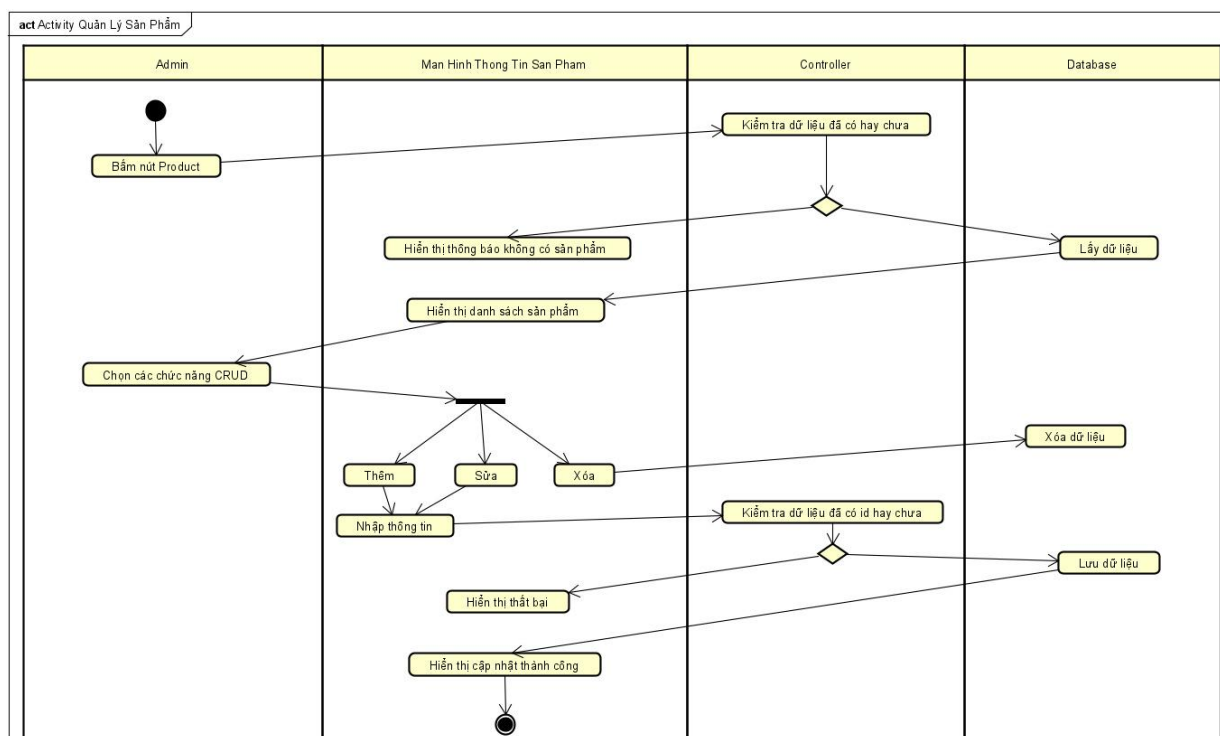 act Activity Quản Lý Sản Phẩm
Admin
Man Hinh Thong Tin San Pham
Controller
Database
Kiểm tra dữ liệu đã có hay chưa
Bấm nút Product
Hiển thị thông báo không có sản phẩm
Lấy dữ liệu
Hiển thị danh sách sản phẩm
Chọn các chức năng CRUD
Xóa dữ liệu
Thêm
Sửa
Xóa
Kiểm tra dữ liệu đã có id hay chưa
Nhập thông tin
Lưu dữ liệu
Hiển thị thất bại
Hiển thị cập nhật thành công